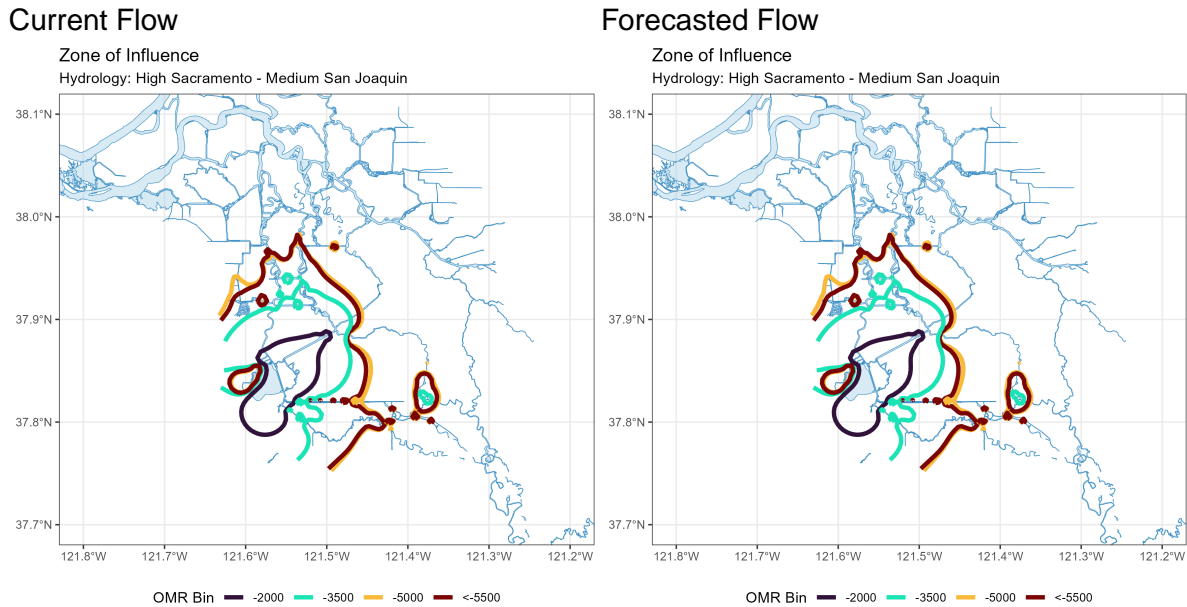 Current Flow
Zone of Influence
Hydrology: High Sacramento - Medium San Joaquin
38.1°N
38.0°N
37.9°N
37.8°N
37.7°N
121.8°W 121.7°W 121.6°W 121.5°W 121.4°W 121.3°W 121.2°W
OMR Bin -2000 -3500 -5000 <-5500
Forecasted Flow
Zone of Influence
Hydrology: High Sacramento - Medium San Joaquin
38.1°N
38.0°N
37.9°N
37.8°N
37.7°N
121.8°W 121.7°W 121.6°W 121.5°W 121.4°W 121.3°W 121.2°W
OMR Bin -2000 -3500 -5000 <-5500